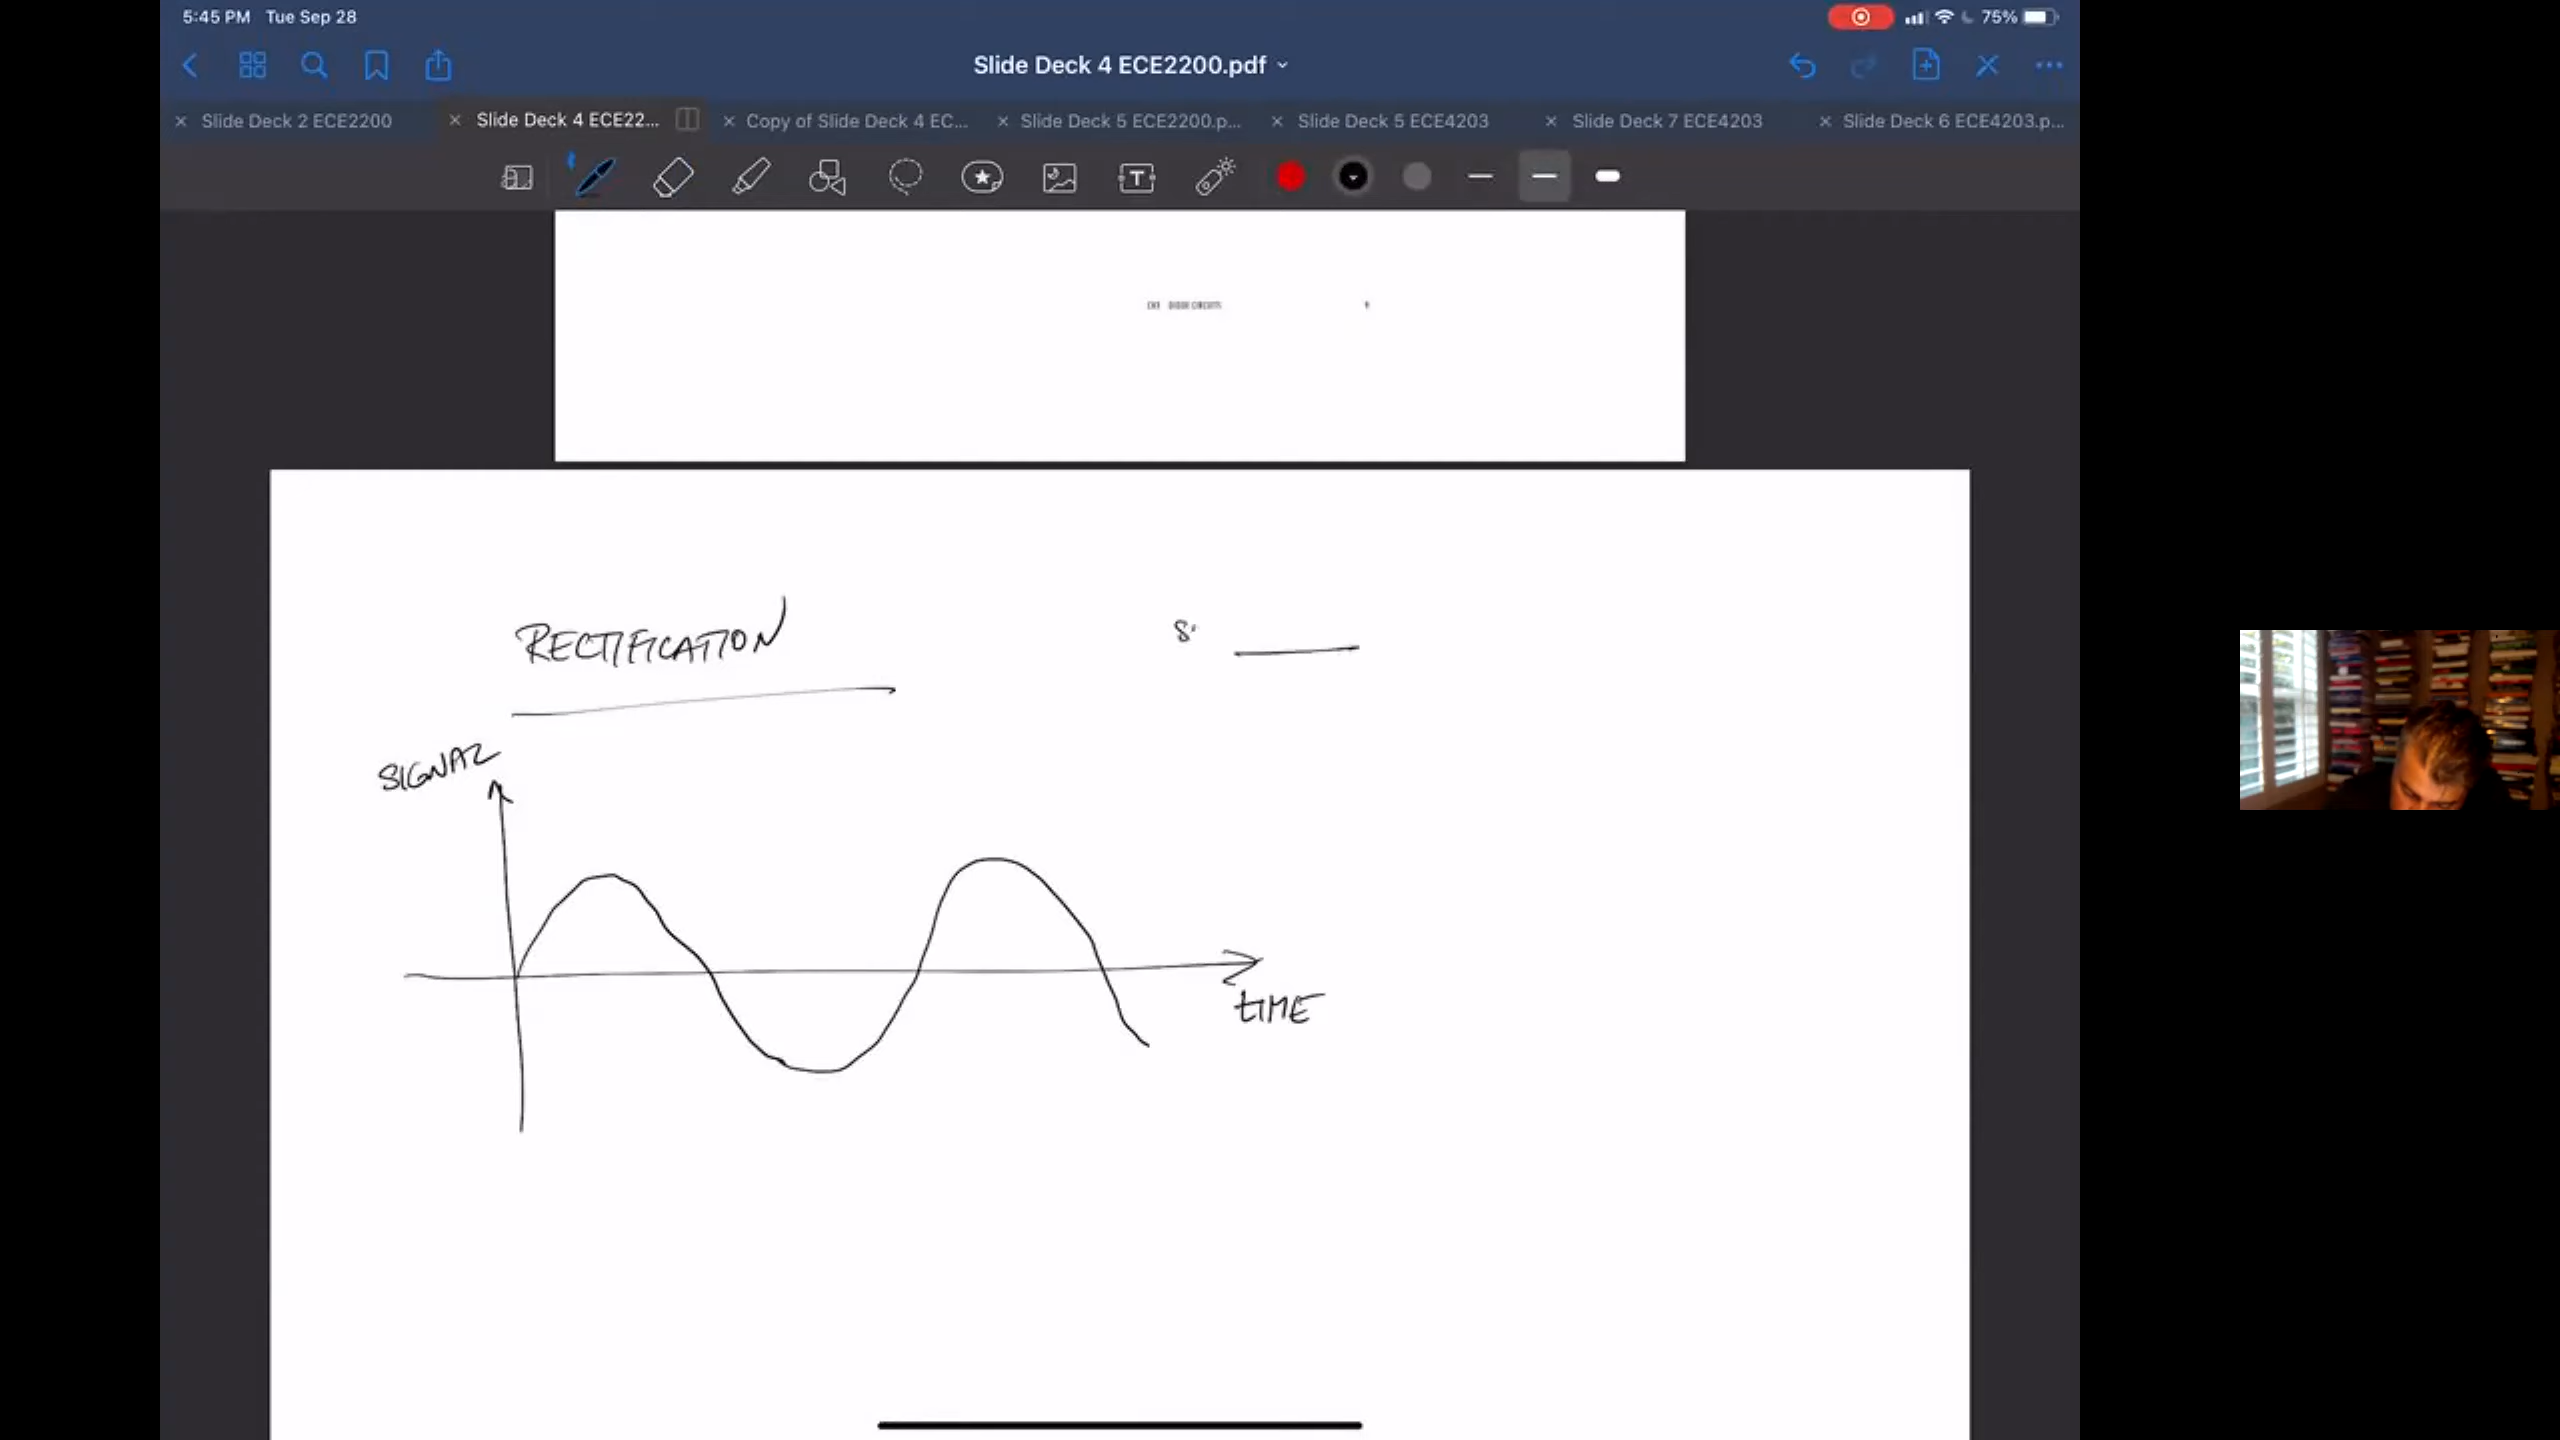 5:45 PM Tue Sep 28
75%
Slide Deck 4 ECE2200.pdf
Slide Deck 2 ECE2200
Slide Deck 4 ECE22...
Copy of Slide Deck 4 EC...
Slide Deck 5 ECE2200.p...
Slide Deck 5 ECE4203
Slide Deck 7 ECE4203
Slide Deck 6 ECE4203.p...
T
DIODE CIRCUITS
RECTIFICATION
SIGNAL
TIME